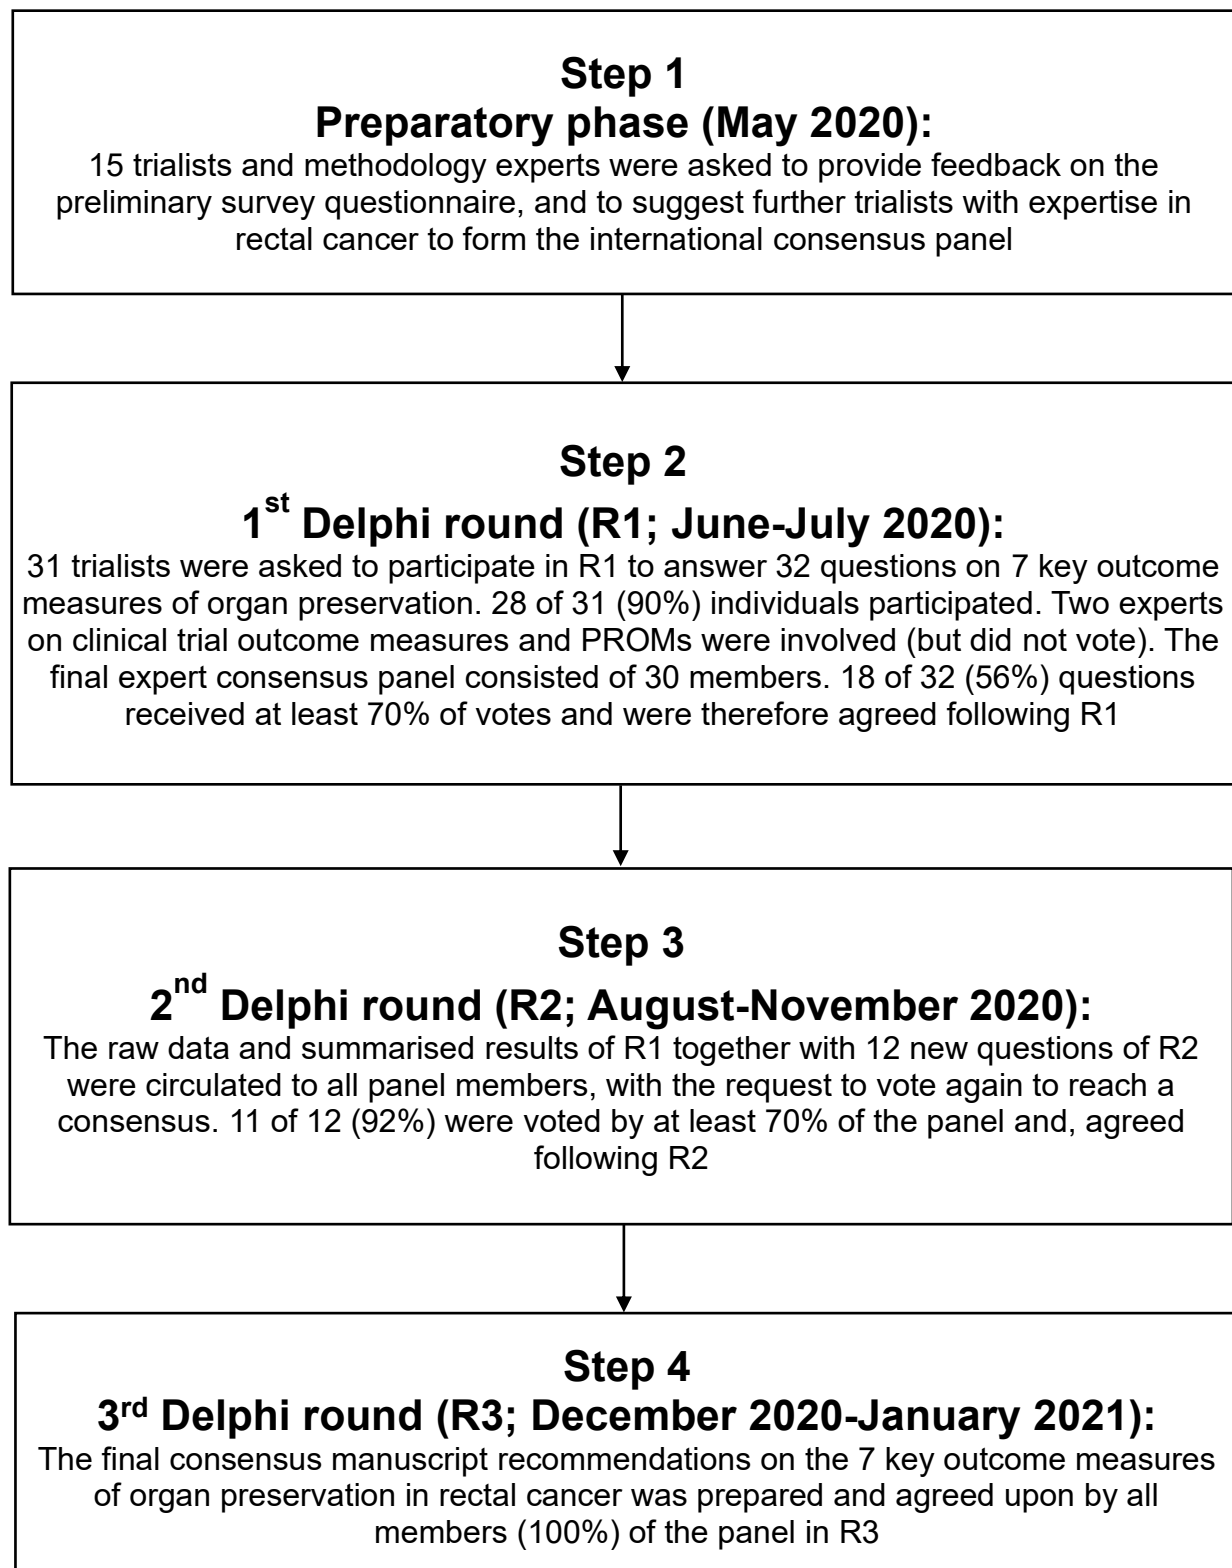 Step 1
Preparatory phase (May 2020):
15 trialists and methodology experts were asked to provide feedback on the
preliminary survey questionnaire, and to suggest further trialists with expertise in
rectal cancer to form the international consensus panel
Step 2
1st Delphi round (R1; June-July 2020):
31 trialists were asked to participate in R1 to answer 32 questions on 7 key outcome
measures of organ preservation. 28 of 31 (90%) individuals participated. Two experts
on clinical trial outcome measures and PROMs were involved (but did not vote). The
final expert consensus panel consisted of 30 members. 18 of 32 (56%) questions
received at least 70% of votes and were therefore agreed following R1
Step 3
2nd Delphi round (R2; August-November 2020):
The raw data and summarised results of R1 together with 12 new questions of R2
were circulated to all panel members, with the request to vote again to reach a
consensus. 11 of 12 (92%) were voted by at least 70% of the panel and, agreed
following R2
Step 4
3rd Delphi round (R3; December 2020-January 2021):
The final consensus manuscript recommendations on the 7 key outcome measures
of organ preservation in rectal cancer was prepared and agreed upon by all
members (100%) of the panel in R3